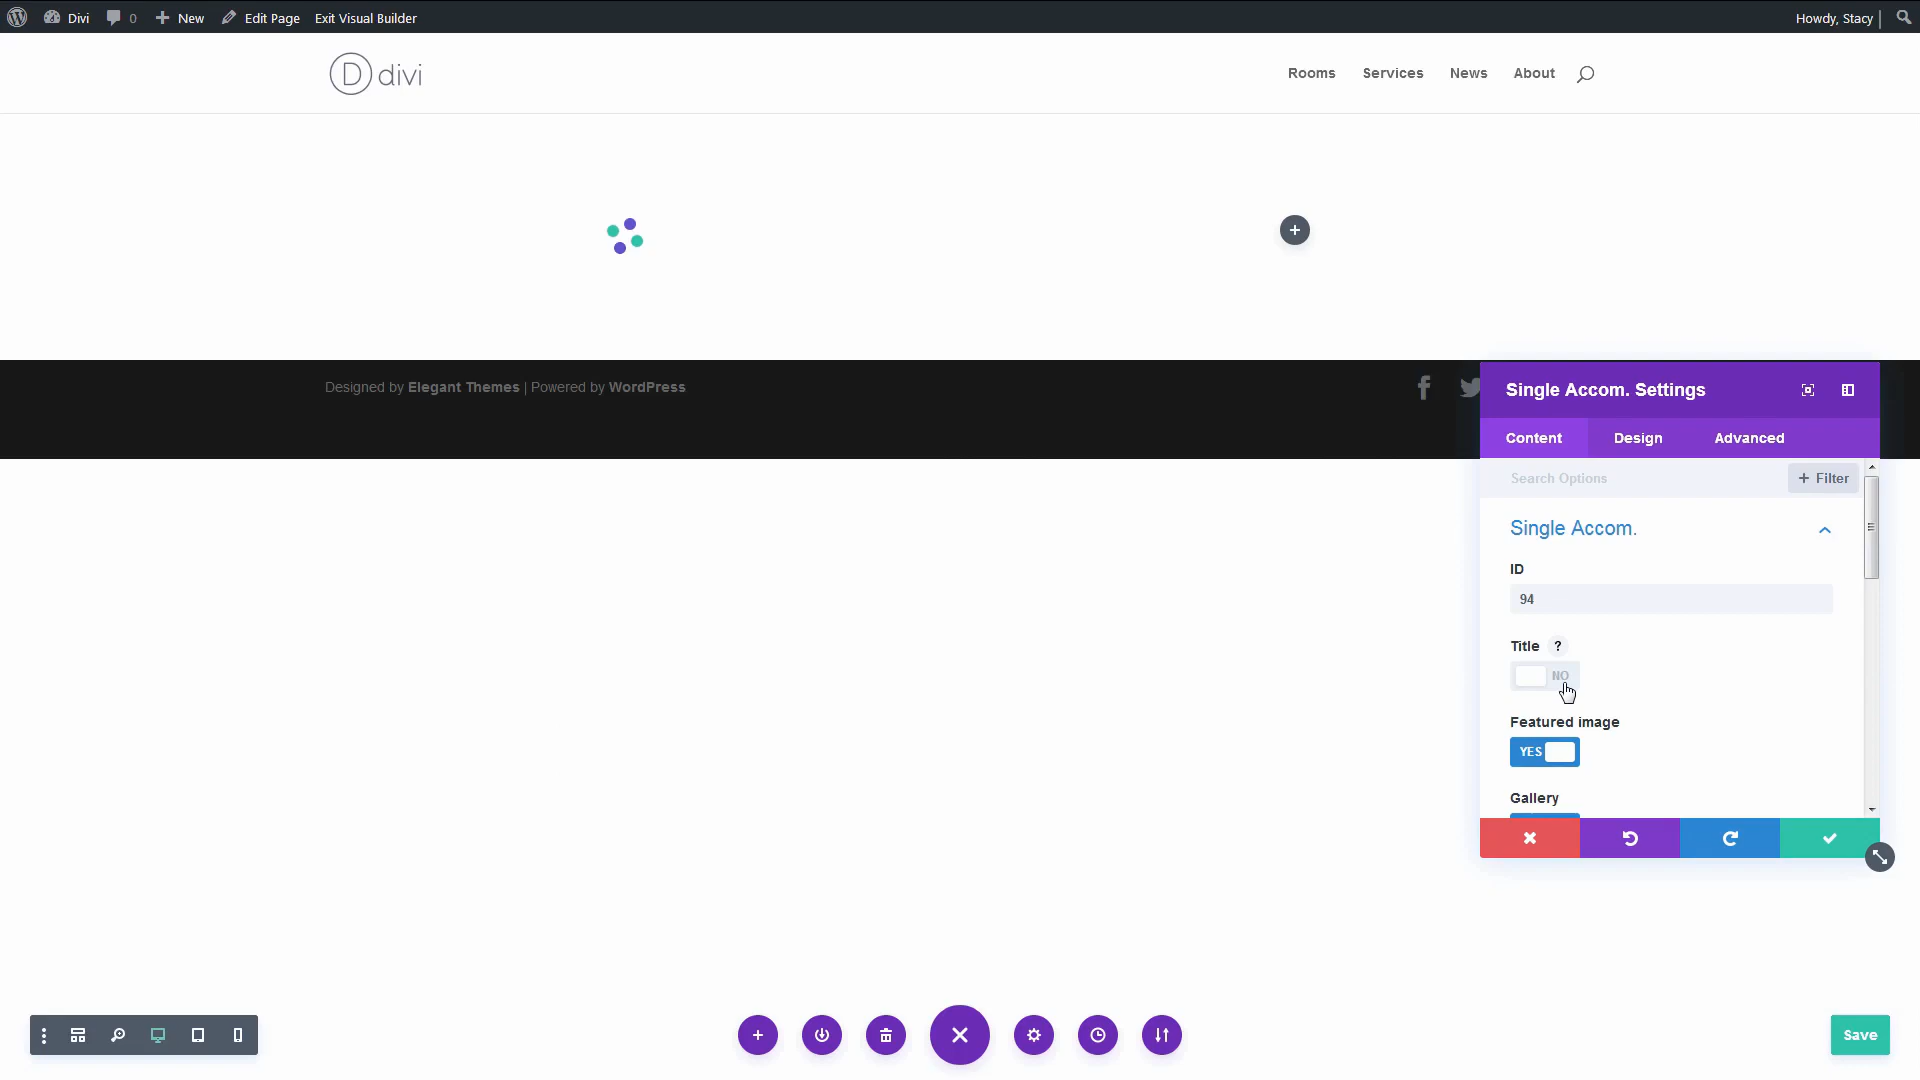 Divi
0
New
Edit Page
Exit Visual Builder
Howdy, Stacy
D divi
Rooms
Services
News
About
Designed by Elegant Themes | Powered by WordPress
Single Accom. Settings
Content
Design
Advanced
Search Options
+ Filter
Single Accom.
ID
94
Title ?
NO
Featured image
YES
Gallery
Save